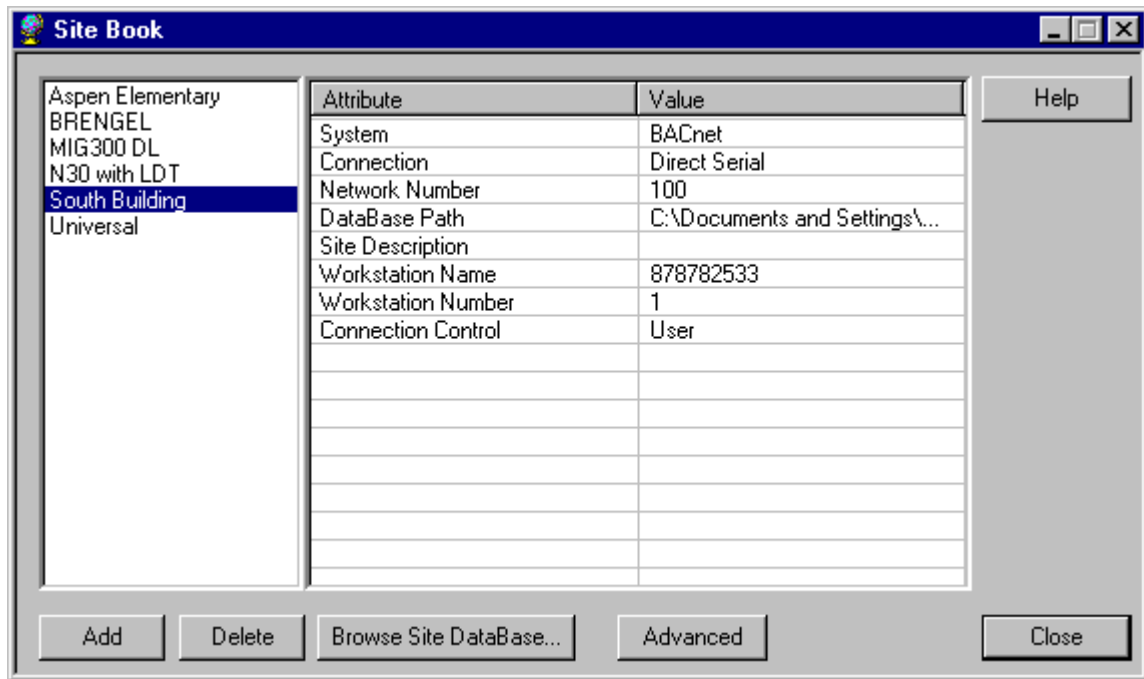 Site Book
Aspen Elementary
BRENGEL
MIG300 DL
N30 with LDT
South Building
Universal
Attribute Value
System BACnet
Connection Direct Serial
Network Number 100
DataBase Path C:\Documents and Settings\...
Site Description
Workstation Name 878782533
Workstation Number 1
Connection Control User
Help
Add Delete Browse Site DataBase... Advanced Close